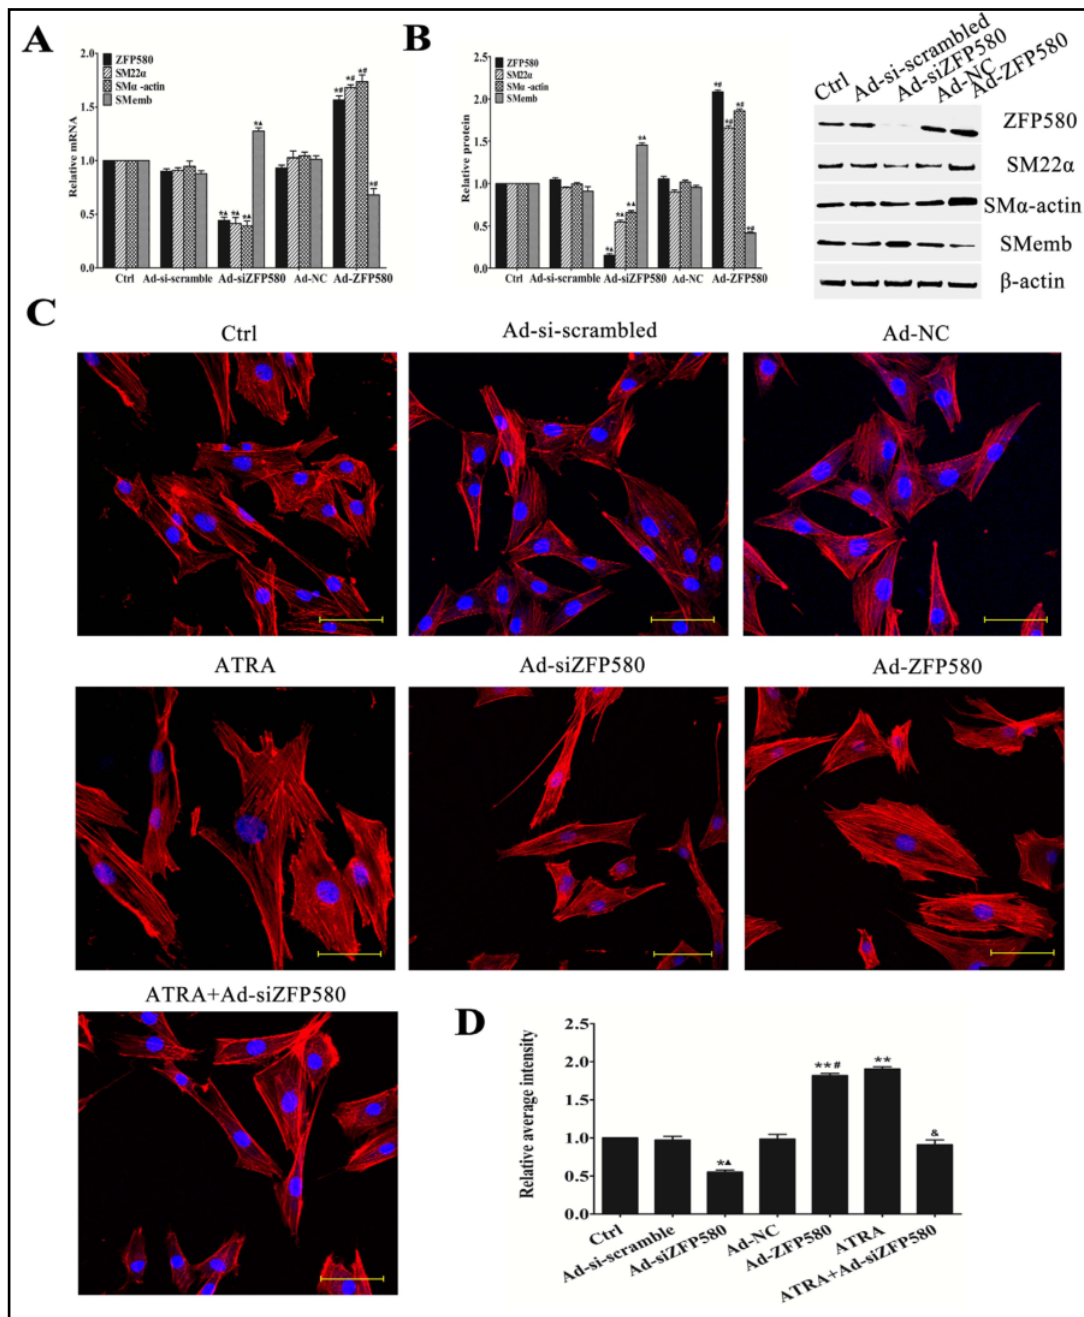 A
ZFP580
SM22α
SMα -actin
SMemb
Relative mRNA
2.0
1.5
1.0
0.5
0.0
*▲ *▲ *▲ *▲ *# *# *# *#
Ctrl Ad-si-scramble Ad-siZFP580 Ad-NC Ad-ZFP580
B
ZFP580
SM22α
SMα-actin
SMemb
Relative protein
2.5
2.0
1.5
1.0
0.5
0.0
*▲ *▲ *▲ *▲ *# *# *# *#
Ctrl Ad-si-scramble Ad-siZFP580 Ad-NC Ad-ZFP580
Ctrl Ad-si-scrambled Ad-siZFP580 Ad-NC Ad-ZFP580
ZFP580
SM22α
SMα-actin
SMemb
β-actin
C
Ctrl Ad-si-scrambled Ad-NC
ATRA Ad-siZFP580 Ad-ZFP580
ATRA+Ad-siZFP580
D
Relative average intensity
2.5
2.0
1.5
1.0
0.5
0.0
*▲ **# ** &
Ctrl Ad-si-scramble Ad-siZFP580 Ad-NC Ad-ZFP580 ATRA ATRA+Ad-siZFP580